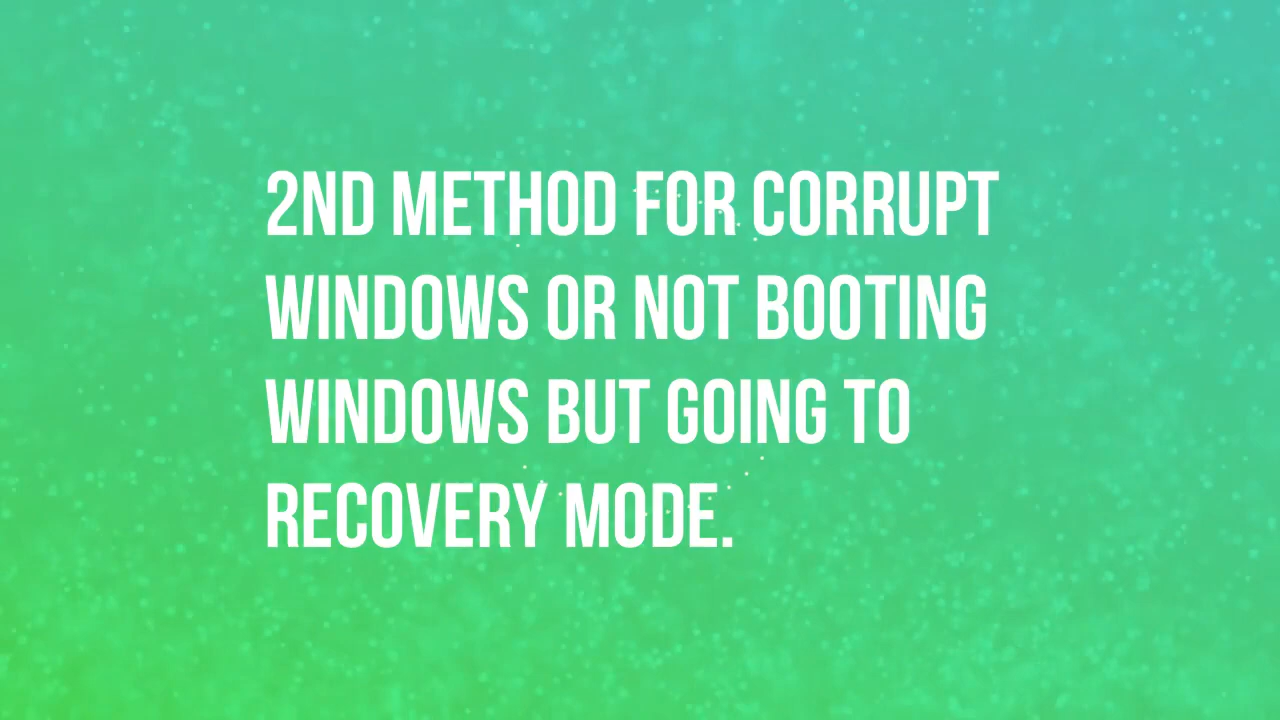 2ND METHOD FOR CORRUPT
WINDOWS OR NOT BOOTING
WINDOWS BUT GOING TO
RECOVERY MODE.